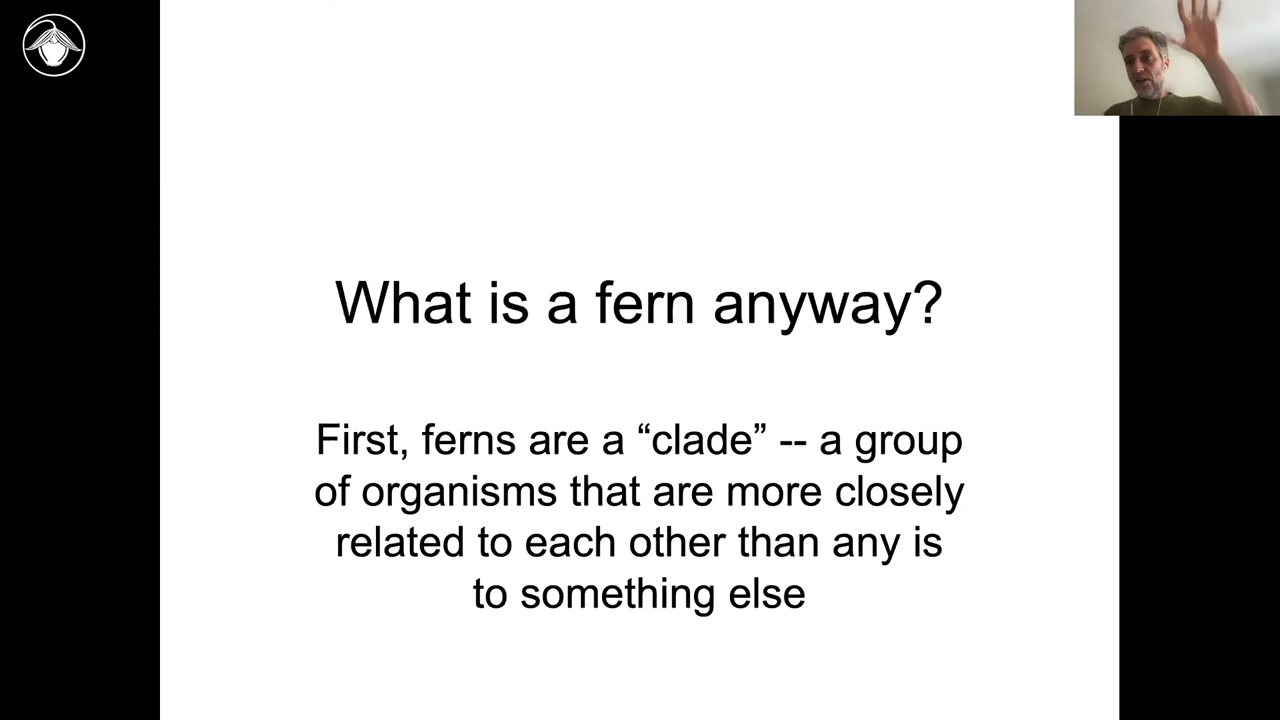 What is a fern anyway?
First, ferns are a “clade” -- a group
of organisms that are more closely
related to each other than any is
to something else